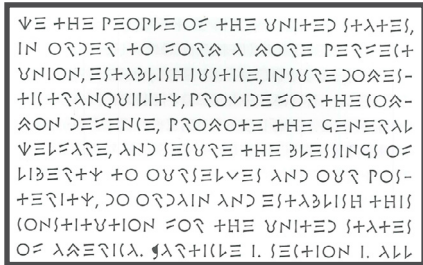 WE THE PEOPLE OF THE UNITED STATES,
IN ORDER TO FORM A MORE PERFECT
UNION, ESTABLISH JUSTICE, INSURE DOMES-
TIC TRANQUILITY, PROVIDE FOR THE COM-
MON DEFENCE, PROMOTE THE GENERAL
WELFARE, AND SECURE THE BLESSINGS OF
LIBERTY TO OURSELVES AND OUR POS-
TERITY, DO ORDAIN AND ESTABLISH THIS
CONSTITUTION FOR THE UNITED STATES
OF AMERICA. ¶ARTICLE I. SECTION I. ALL